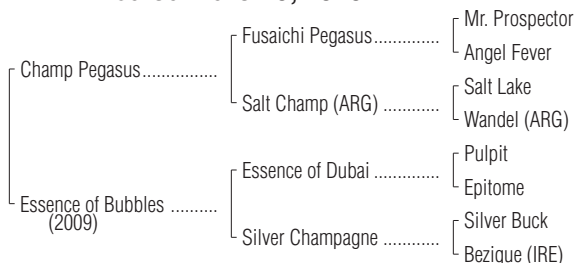 Mr. Prospector
Fusaichi Pegasus.............
Angel Fever
Champ Pegasus...............
Salt Lake
Salt Champ (ARG) ...........
Wandel (ARG)
Pulpit
Essence of Dubai .............
Epitome
Essence of Bubbles .........
(2009)
Silver Buck
Silver Champagne ............
Bezique (IRE)